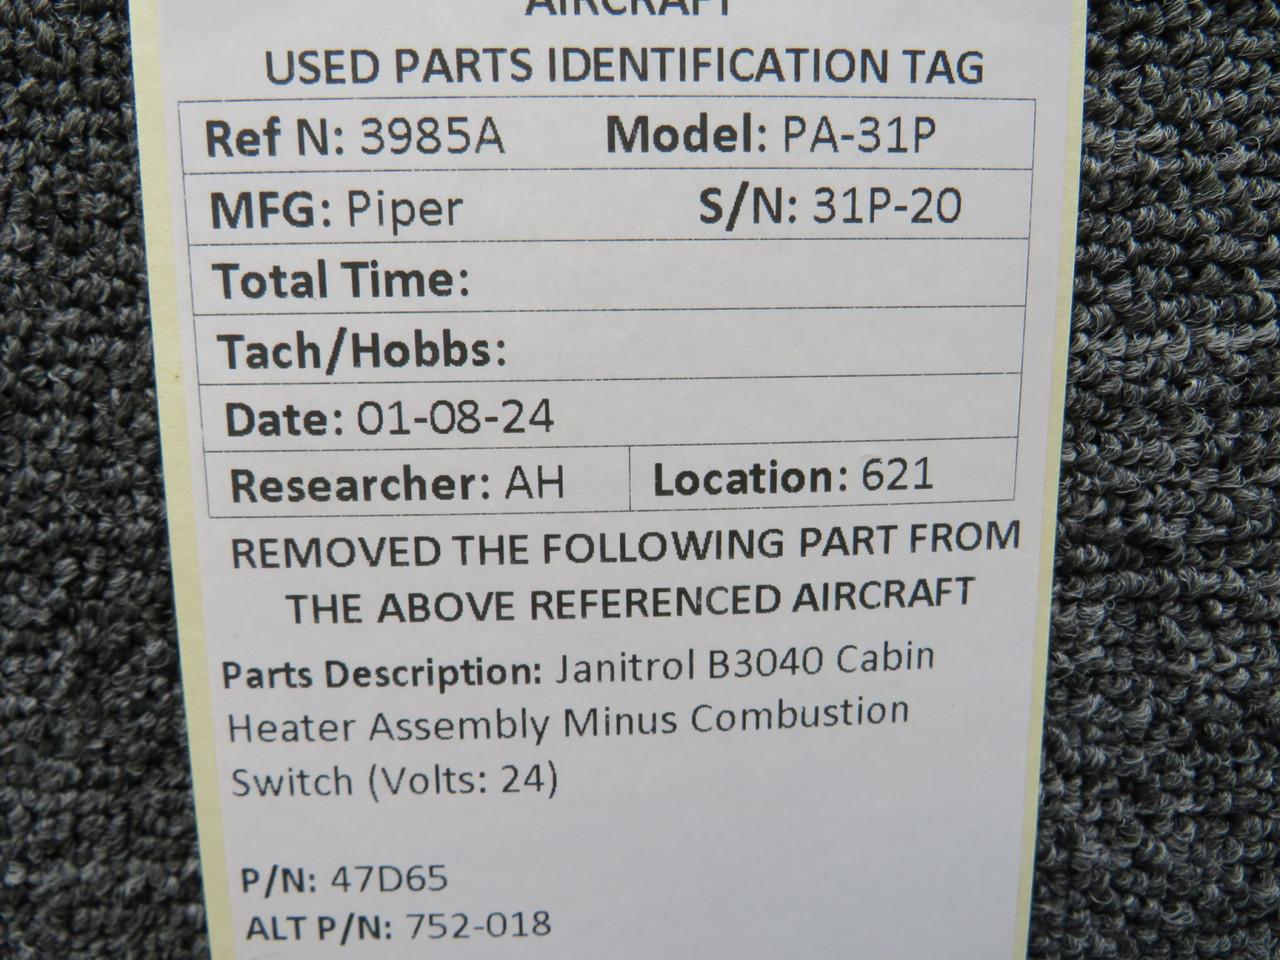 AIRCRAFT
USED PARTS IDENTIFICATION TAG
Ref N: 3985A Model: PA-31P
MFG: Piper S/N: 31P-20
Total Time:
Tach/Hobbs:
Date: 01-08-24
Researcher: AH Location: 621
REMOVED THE FOLLOWING PART FROM
THE ABOVE REFERENCED AIRCRAFT
Parts Description: Janitrol B3040 Cabin
Heater Assembly Minus Combustion
Switch (Volts: 24)
P/N: 47D65
ALT P/N: 752-018